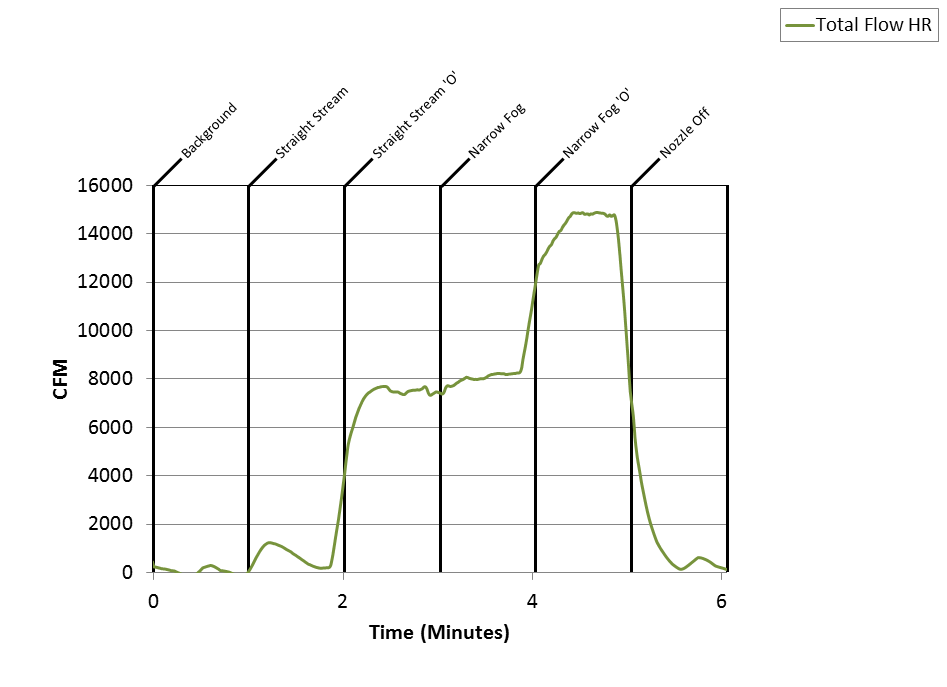 Total Flow HR
Background
Straight Stream
Straight Stream 'O'
Narrow Fog
Narrow Fog 'O'
Nozzle Off
16000
14000
12000
10000
8000
6000
4000
2000
0
CFM
0 2 4 6
Time (Minutes)